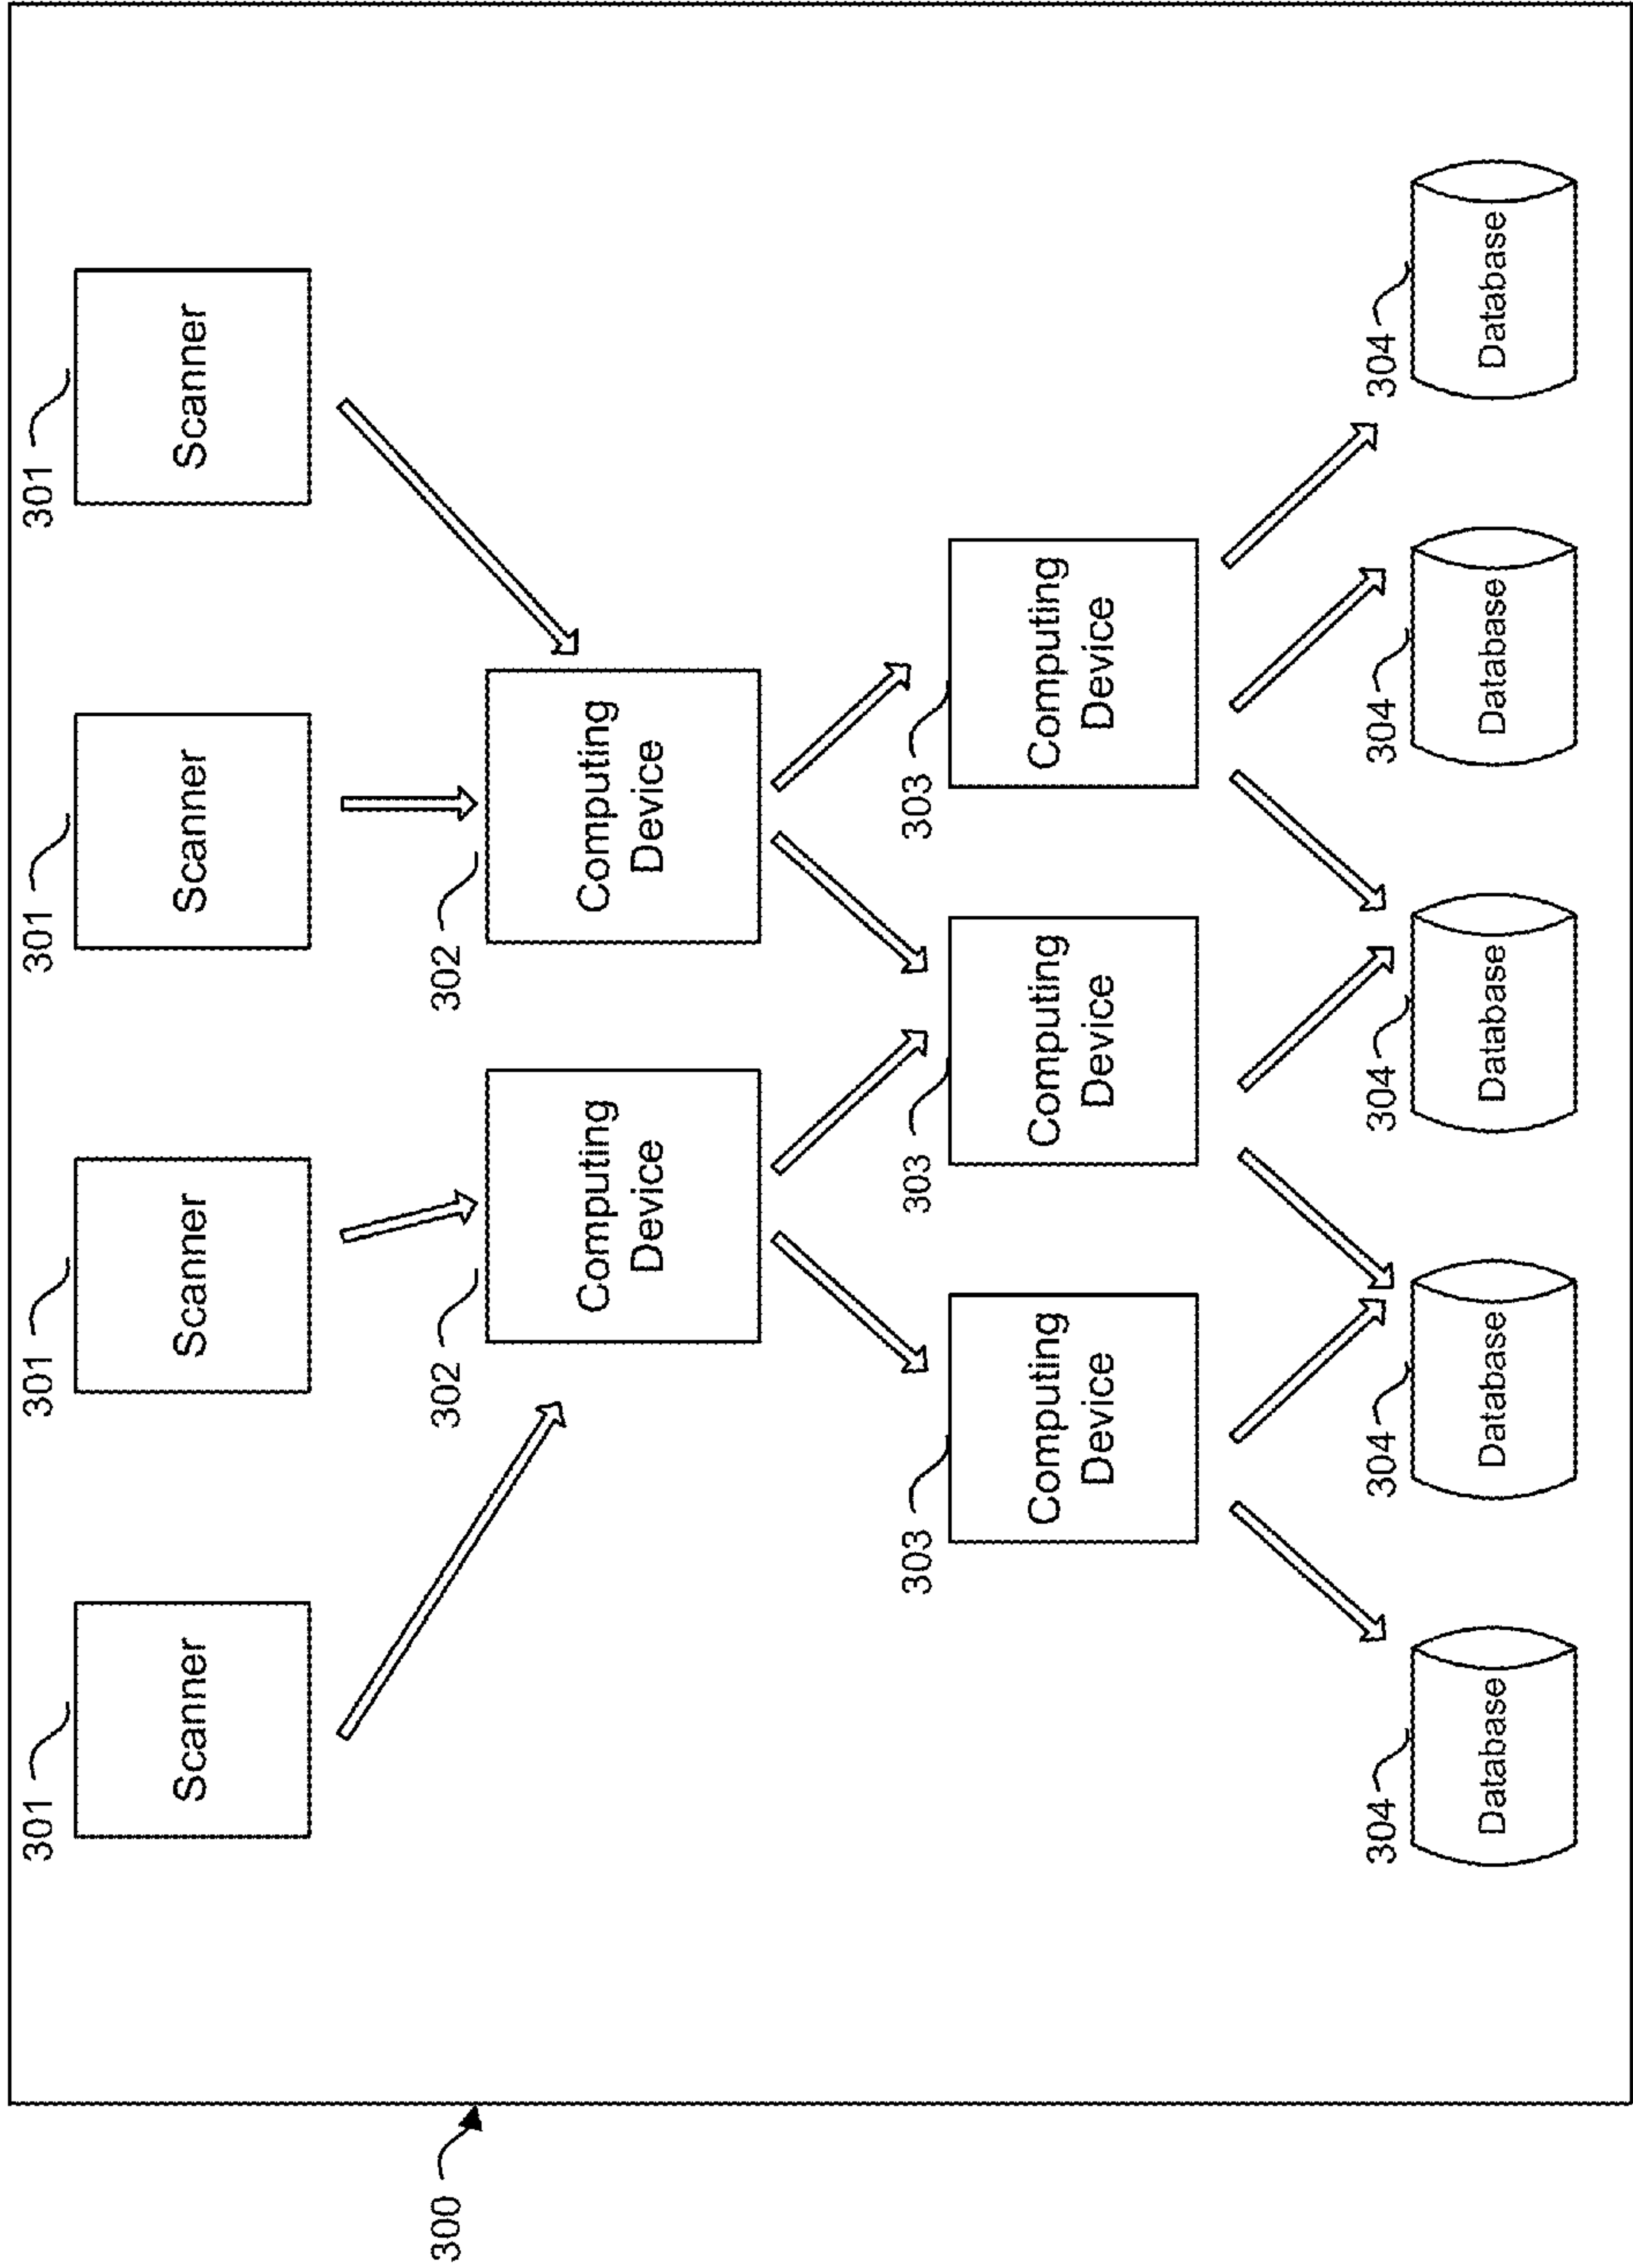 301
301
301
301
Scanner
Scanner
Scanner
Scanner
300
302
302
Computing
Device
Computing
Device
303
303
303
Computing
Device
Computing
Device
Computing
Device
304
304
304
304
304
Database
Database
Database
Database
Database